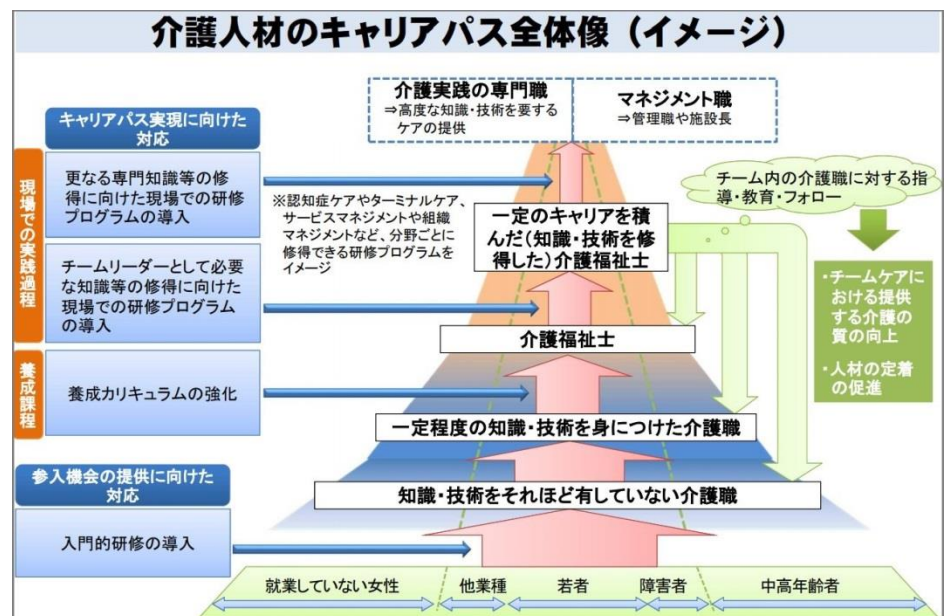 介護人材のキャリアパス全体像（イメージ）
介護実践の専門職
⇒高度な知識・技術を要する
ケアの提供
マネジメント職
⇒管理職や施設長
キャリアパス実現に向けた
対応
現場での実践過程
更なる専門知識等の修
得に向けた現場での研修
プログラムの導入
※認知症ケアやターミナルケア、
サービスマネジメントや組織
マネジメントなど、分野ごとに
修得できる研修プログラムを
イメージ
チームリーダーとして必要
な知識等の修得に向けた
現場での研修プログラム
の導入
一定のキャリアを積
んだ（知識・技術を修
得した）介護福祉士
チーム内の介護職に対する指
導・教育・フォロー
・チームケアに
おける提供
する介護の
質の向上
・人材の定着
の促進
介護福祉士
養成課程
養成カリキュラムの強化
一定程度の知識・技術を身につけた介護職
参入機会の提供に向けた
対応
知識・技術をそれほど有していない介護職
入門的研修の導入
就業していない女性
他業種
若者
障害者
中高年齢者